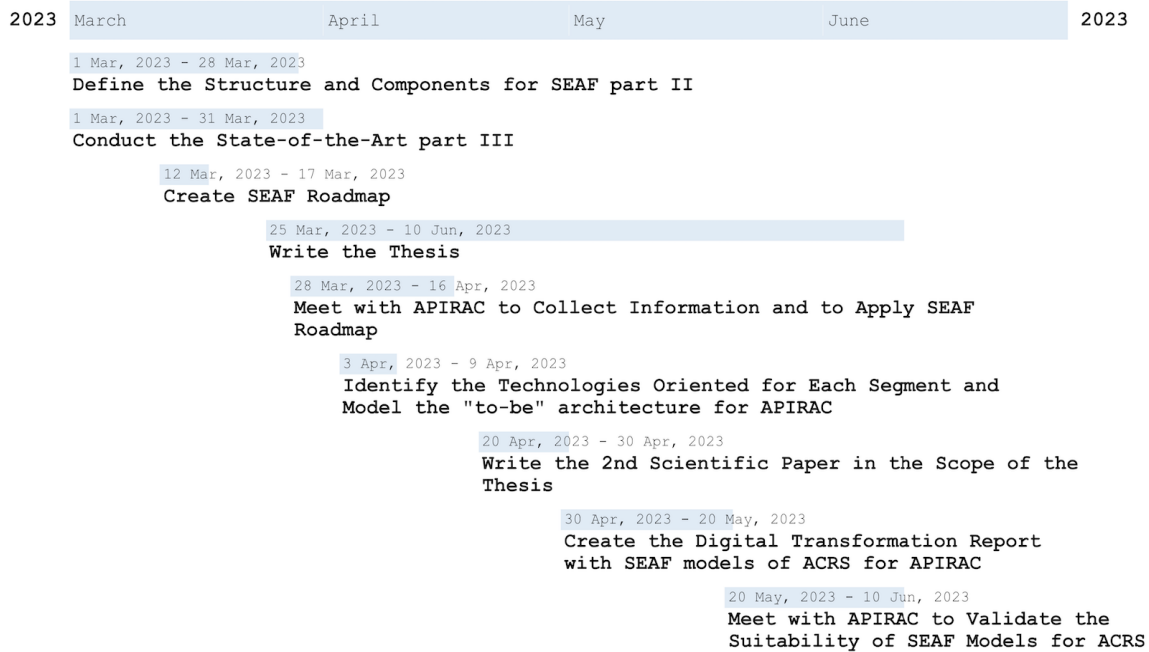 2023 March April May June 2023
1 Mar, 2023 - 28 Mar, 2023
Define the Structure and Components for SEAF part II
1 Mar, 2023 - 31 Mar, 2023
Conduct the State-of-the-Art part III
12 Mar, 2023 - 17 Mar, 2023
Create SEAF Roadmap
25 Mar, 2023 - 10 Jun, 2023
Write the Thesis
28 Mar, 2023 - 16 Apr, 2023
Meet with APIRAC to Collect Information and to Apply SEAF
Roadmap
3 Apr, 2023 - 9 Apr, 2023
Identify the Technologies Oriented for Each Segment and
Model the "to-be" architecture for APIRAC
20 Apr, 2023 - 30 Apr, 2023
Write the 2nd Scientific Paper in the Scope of the
Thesis
30 Apr, 2023 - 20 May, 2023
Create the Digital Transformation Report
with SEAF models of ACRS for APIRAC
20 May, 2023 - 10 Jun, 2023
Meet with APIRAC to Validate the
Suitability of SEAF Models for ACRS